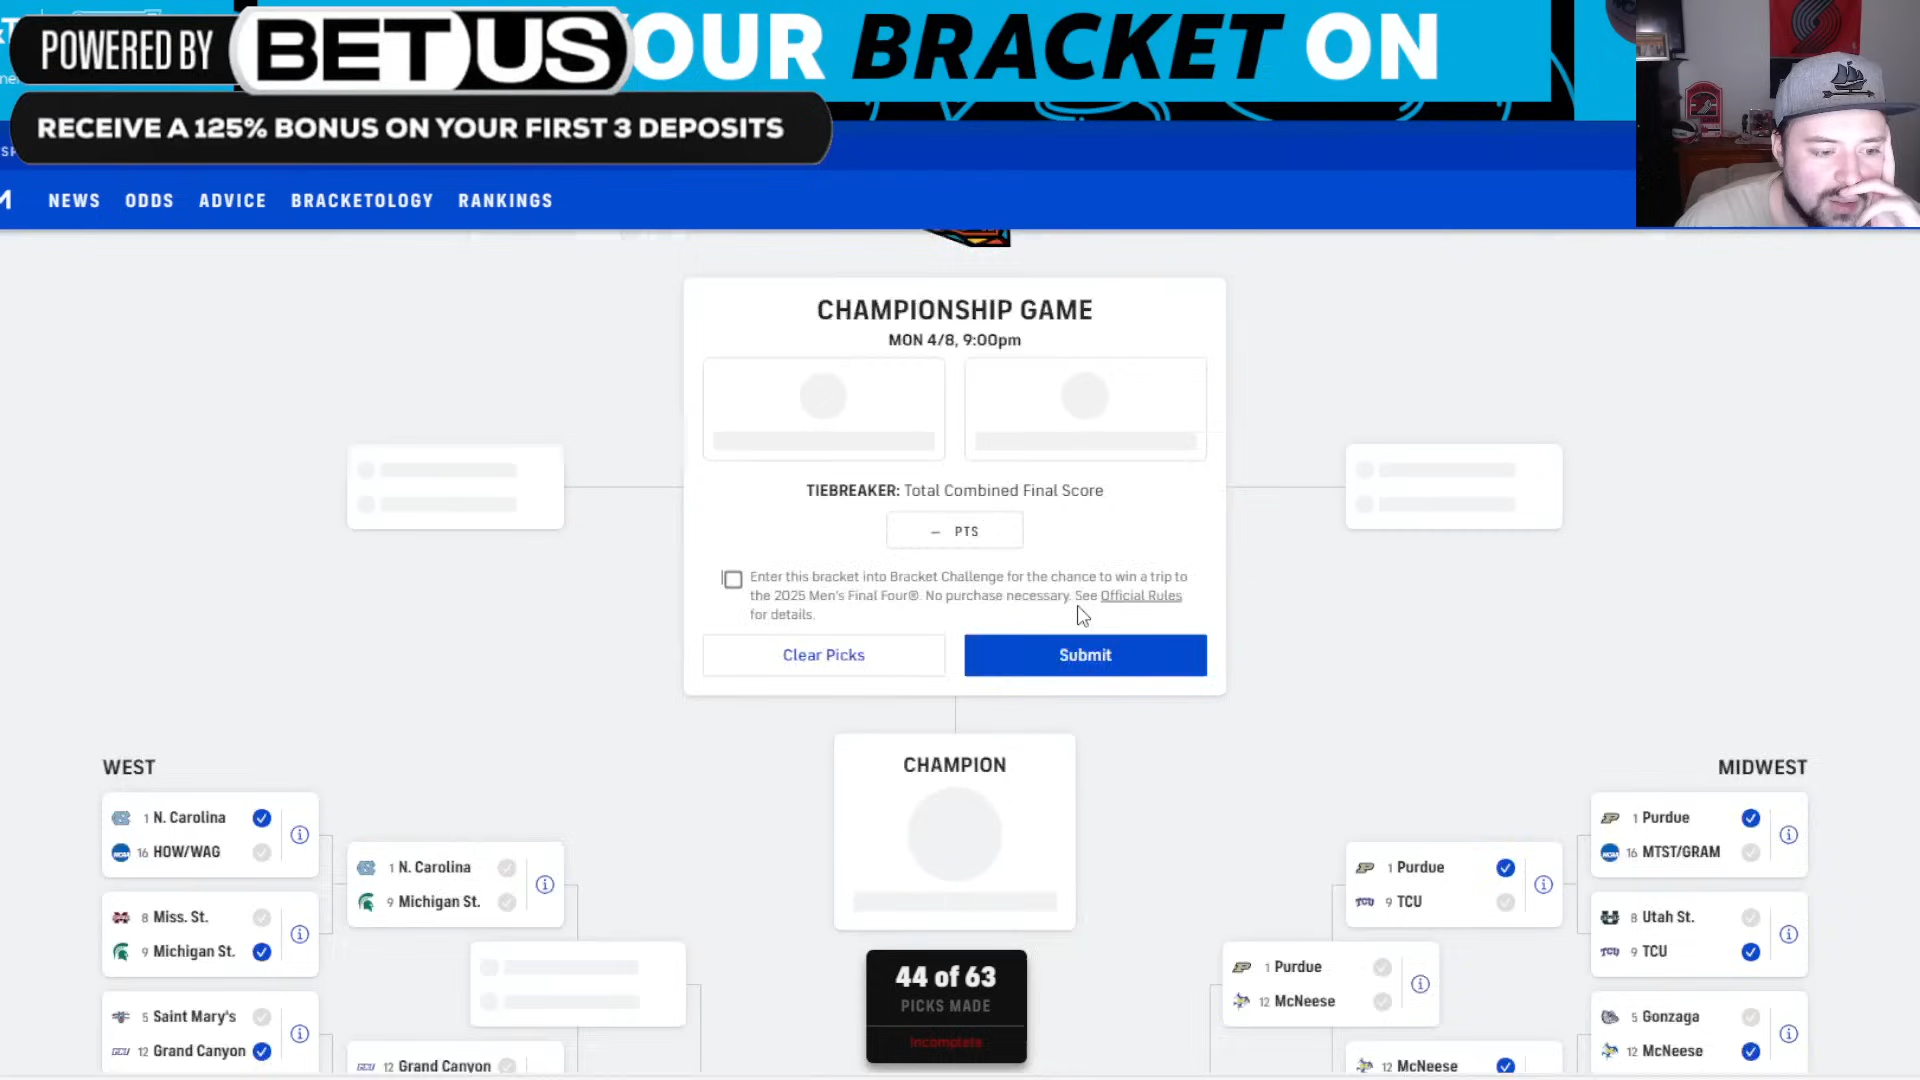 POWERED BY BETUS
OUR BRACKET ON
RECEIVE A 125% BONUS ON YOUR FIRST 3 DEPOSITS
NEWS ODDS ADVICE BRACKETOLOGY RANKINGS
CHAMPIONSHIP GAME
MON 4/8, 9:00pm
TIEBREAKER: Total Combined Final Score
– PTS
Enter this bracket into Bracket Challenge for the chance to win a trip to
the 2025 Men's Final Four®. No purchase necessary. See Official Rules
for details.
Clear Picks
Submit
CHAMPION
44 of 63
PICKS MADE
Incomplete
WEST
1 N. Carolina
16 HOW/WAG
8 Miss. St.
9 Michigan St.
5 Saint Mary's
12 Grand Canyon
1 N. Carolina
9 Michigan St.
12 Grand Canyon
MIDWEST
1 Purdue
16 MTST/GRAM
8 Utah St.
TCU 9 TCU
5 Gonzaga
12 McNeese
1 Purdue
TCU 9 TCU
12 McNeese
1 Purdue
12 McNeese